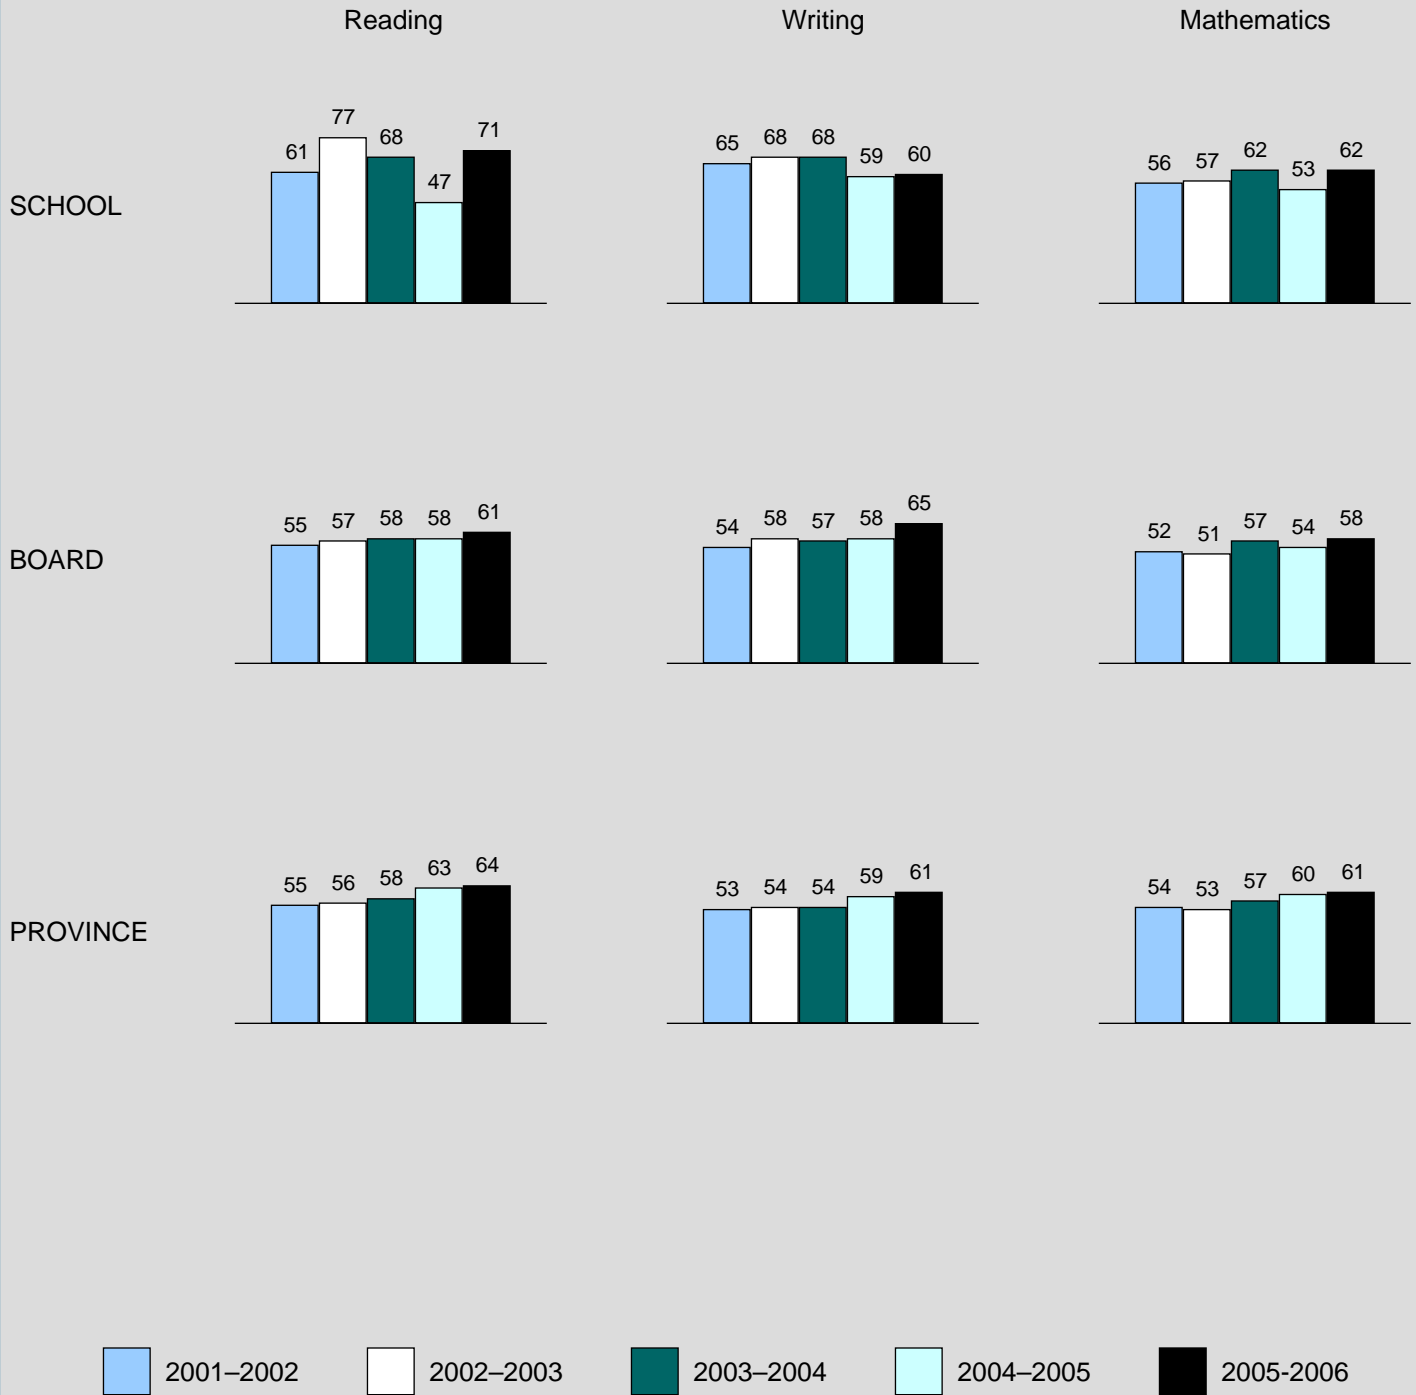 Reading Writing Mathematics
SCHOOL
61 77 68 47 71
65 68 68 59 60
56 57 62 53 62
BOARD
55 57 58 58 61
54 58 57 58 65
52 51 57 54 58
PROVINCE
55 56 58 63 64
53 54 54 59 61
54 53 57 60 61
2001–2002 2002–2003 2003–2004 2004–2005 2005-2006